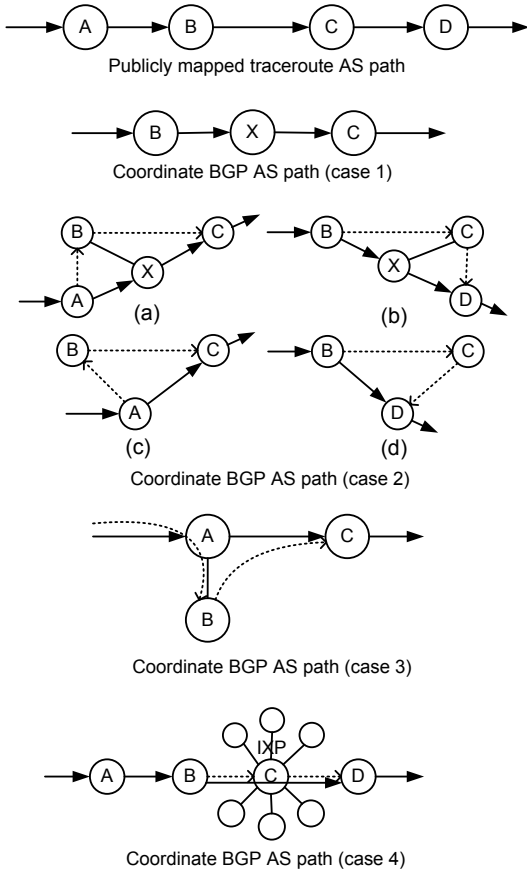 A B C D
Publicly mapped traceroute AS path
B X C
Coordinate BGP AS path (case 1)
B C
X
A
(a)
B C
X
D
(b)
B C
A
(c)
B C
D
(d)
Coordinate BGP AS path (case 2)
A C
B
Coordinate BGP AS path (case 3)
IXP
A B C D
Coordinate BGP AS path (case 4)